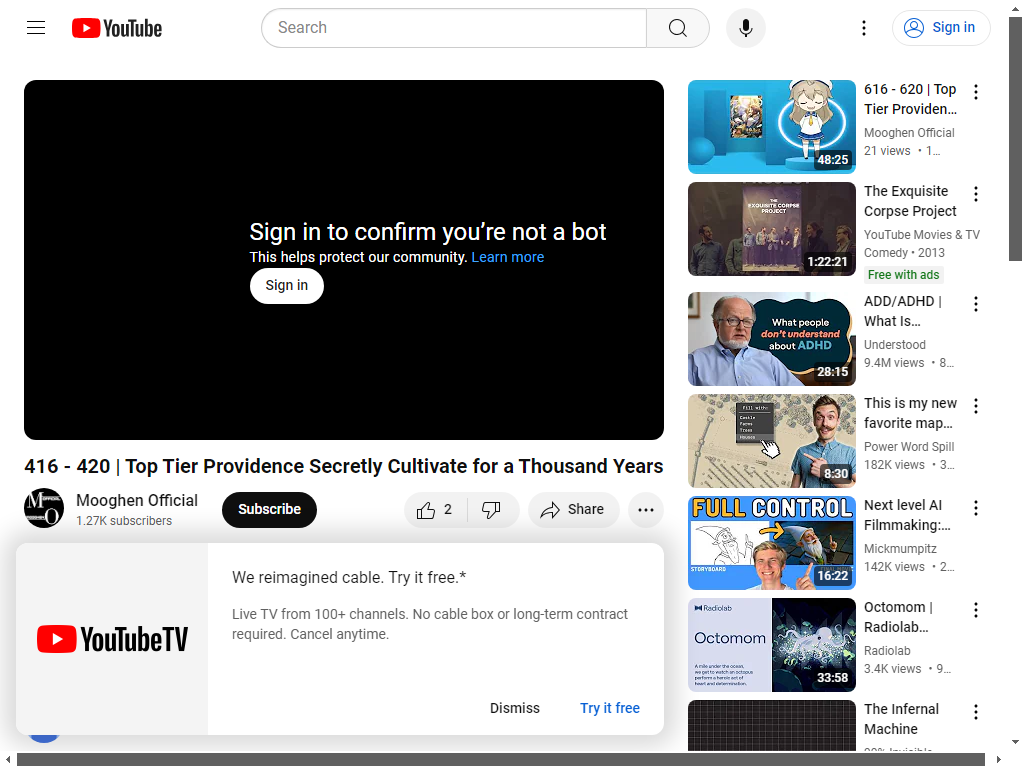 YouTube
Search
Sign in
Sign in to confirm you’re not a bot
This helps protect our community. Learn more
Sign in
416 - 420 | Top Tier Providence Secretly Cultivate for a Thousand Years
Mooghen Official
1.27K subscribers
Subscribe
2
Share
We reimagined cable. Try it free.*
Live TV from 100+ channels. No cable box or long-term contract
required. Cancel anytime.
YouTubeTV
Dismiss
Try it free
48:25
616 - 620 | Top
Tier Providen...
Mooghen Official
21 views • 1...
THE
EXQUISITE CORPSE
PROJECT
1:22:21
The Exquisite
Corpse Project
YouTube Movies & TV
Comedy • 2013
Free with ads
What people
don't understand
about ADHD
28:15
ADD/ADHD |
What Is...
Understood
9.4M views • 8...
Fill with:
Castle
Farms
Trees
Houses
8:30
This is my new
favorite map...
Power Word Spill
182K views • 3...
FULL CONTROL
STORYBOARD
16:22
Next level AI
Filmmaking:...
Mickmumpitz
142K views • 2...
Radiolab
Octomom
A mile under the ocean,
we get to watch an octopus
perform a heroic act of
heart and determination.
33:58
Octomom |
Radiolab...
Radiolab
3.4K views • 9...
The Infernal
Machine